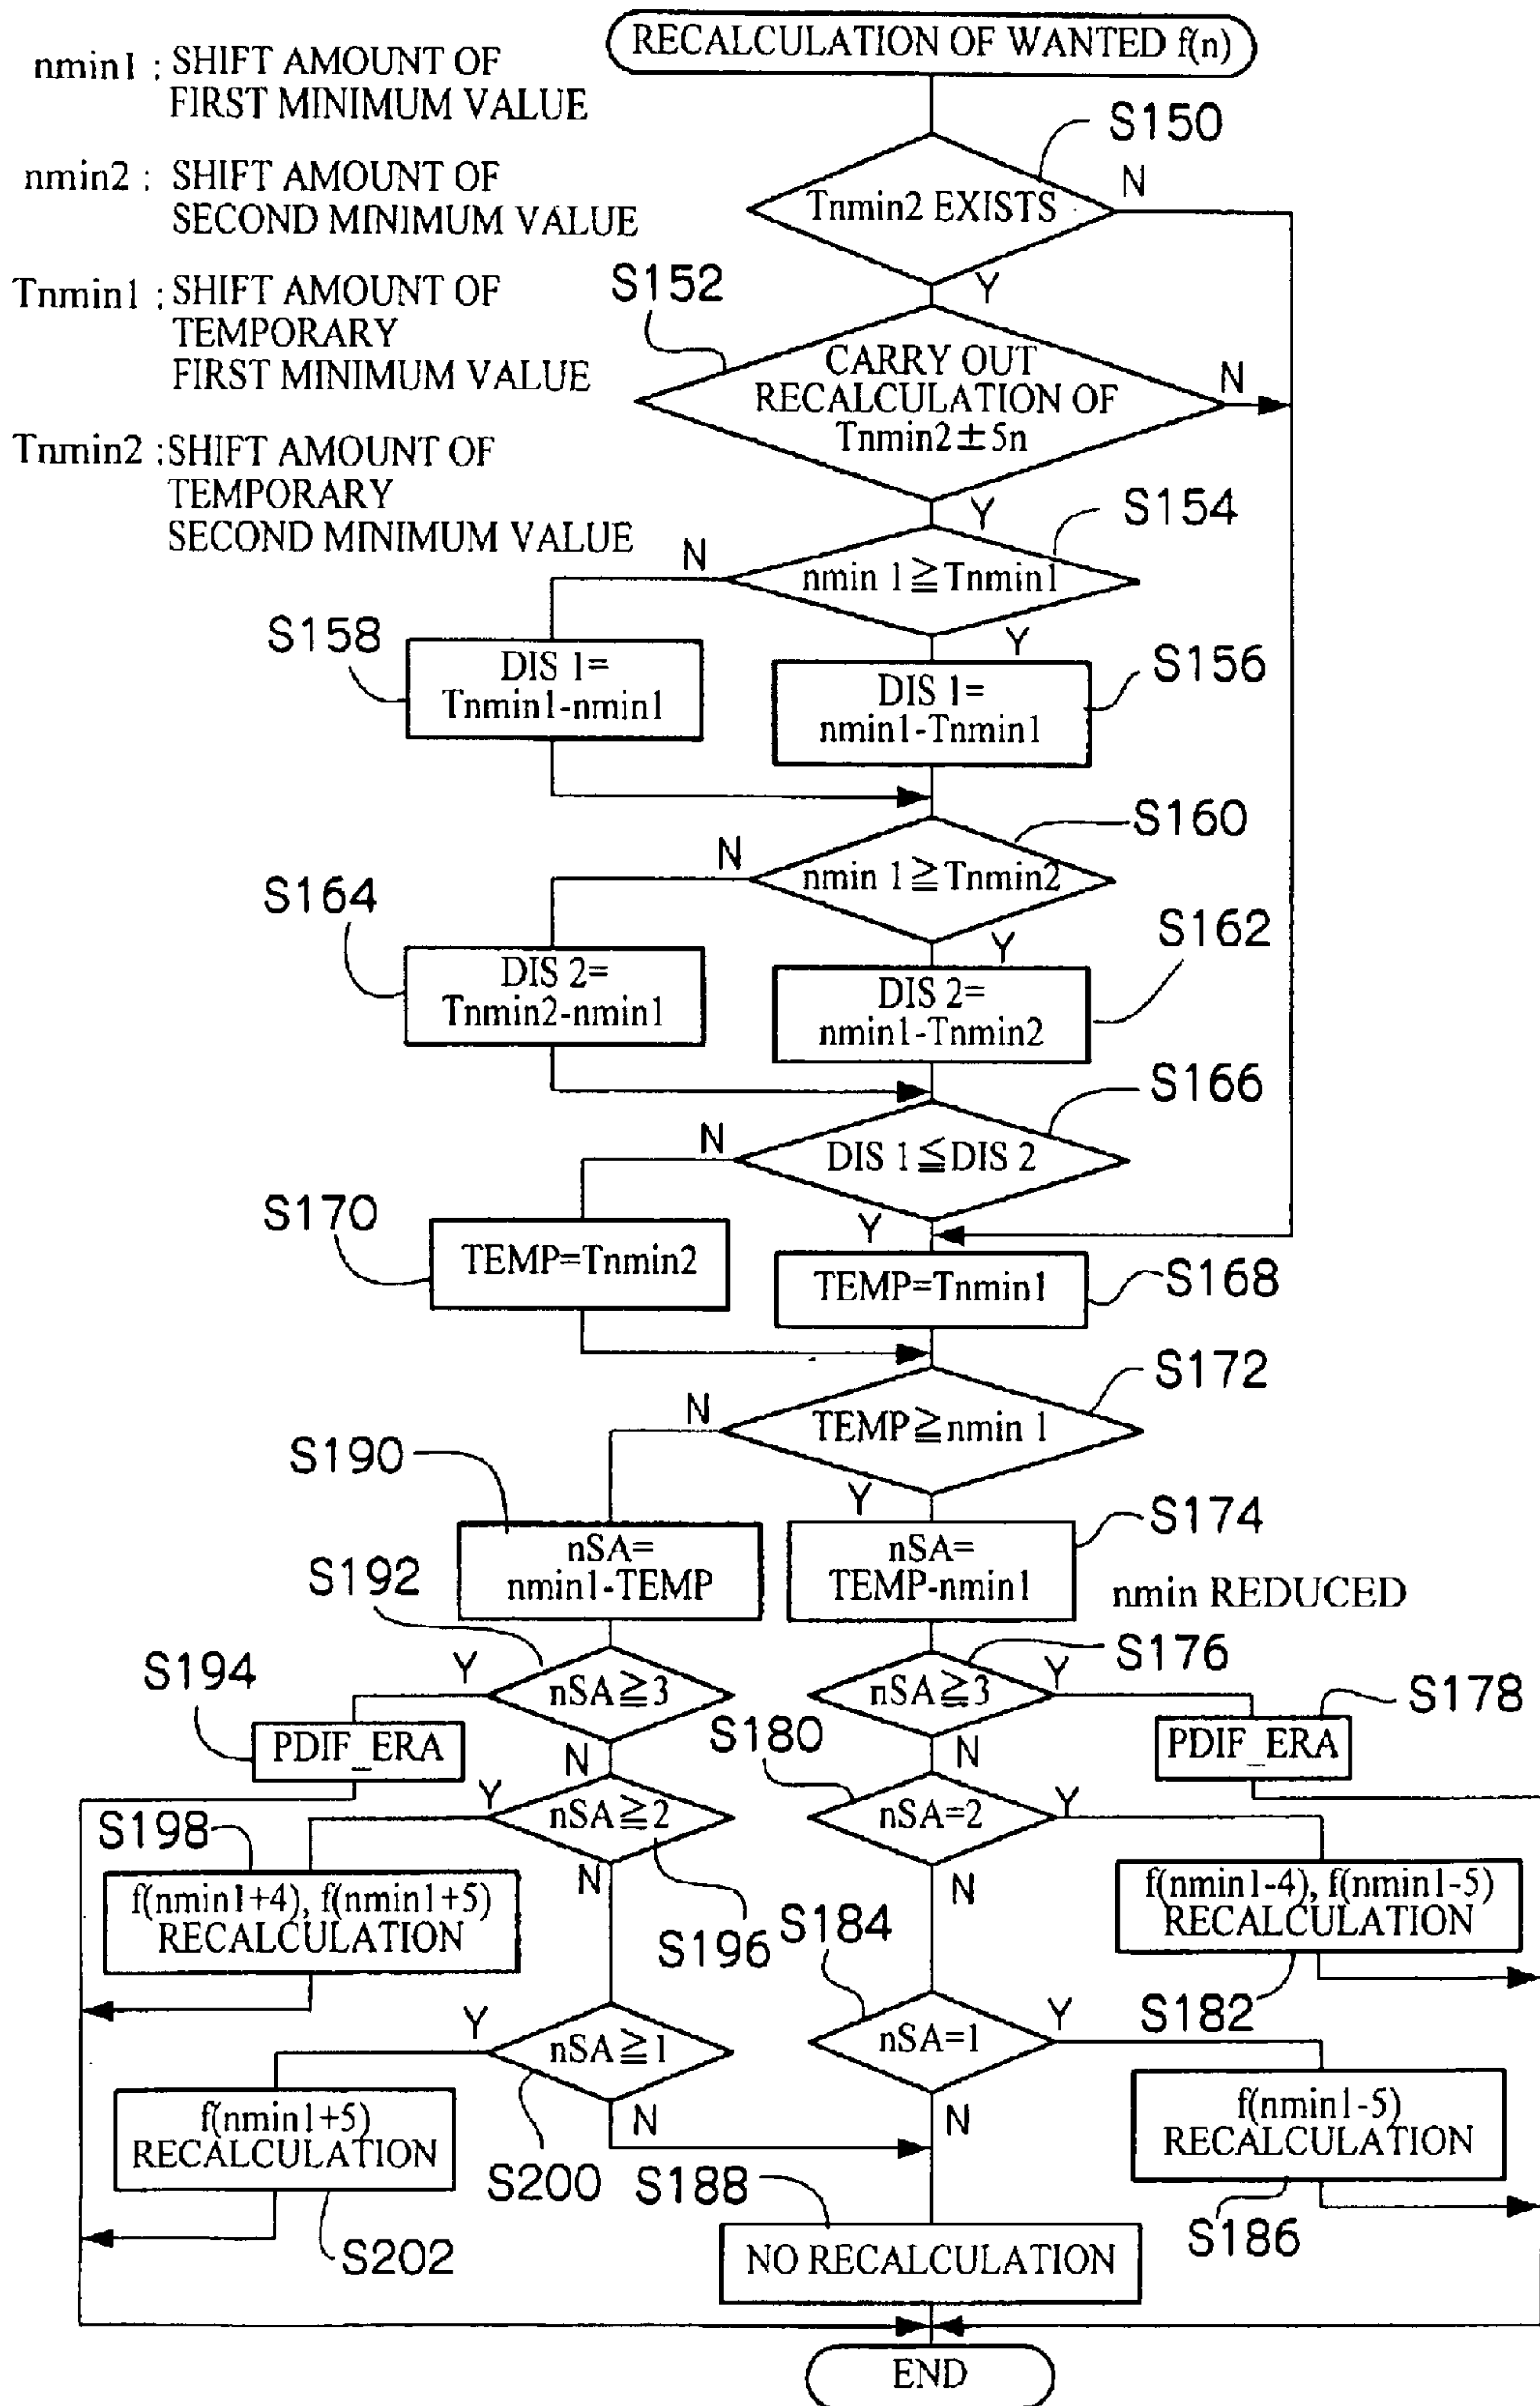 RECALCULATION OF WANTED f(n)
nmin1 : SHIFT AMOUNT OF
FIRST MINIMUM VALUE
nmin2 : SHIFT AMOUNT OF
SECOND MINIMUM VALUE
Tnmin1 : SHIFT AMOUNT OF
TEMPORARY
FIRST MINIMUM VALUE
Tnmin2 : SHIFT AMOUNT OF
TEMPORARY
SECOND MINIMUM VALUE
S150
Tnmin2 EXISTS
N
Y
S152
CARRY OUT
RECALCULATION OF
Tnmin2±5n
N
Y
S154
nmin 1≧Tnmin1
N
Y
S158
DIS 1=
Tnmin1-nmin1
S156
DIS 1=
nmin1-Tnmin1
S160
nmin 1≧Tnmin2
N
Y
S164
DIS 2=
Tnmin2-nmin1
S162
DIS 2=
nmin1-Tnmin2
S166
DIS 1≦DIS 2
N
Y
S170
TEMP=Tnmin2
TEMP=Tnmin1
S168
S172
TEMP≧nmin 1
N
Y
S190
nSA=
nmin1-TEMP
S174
nSA=
TEMP-nmin1
nmin REDUCED
S192
nSA≧3
Y
N
S176
nSA≧3
Y
N
S194
PDIF_ERA
S178
PDIF_ERA
S180
nSA≧2
Y
N
S196
nSA=2
Y
N
S198
f(nmin1+4), f(nmin1+5)
RECALCULATION
f(nmin1-4), f(nmin1-5)
RECALCULATION
S182
S184
nSA≧1
Y
N
S200
nSA=1
Y
N
f(nmin1+5)
RECALCULATION
S202
f(nmin1-5)
RECALCULATION
S186
S188
NO RECALCULATION
END